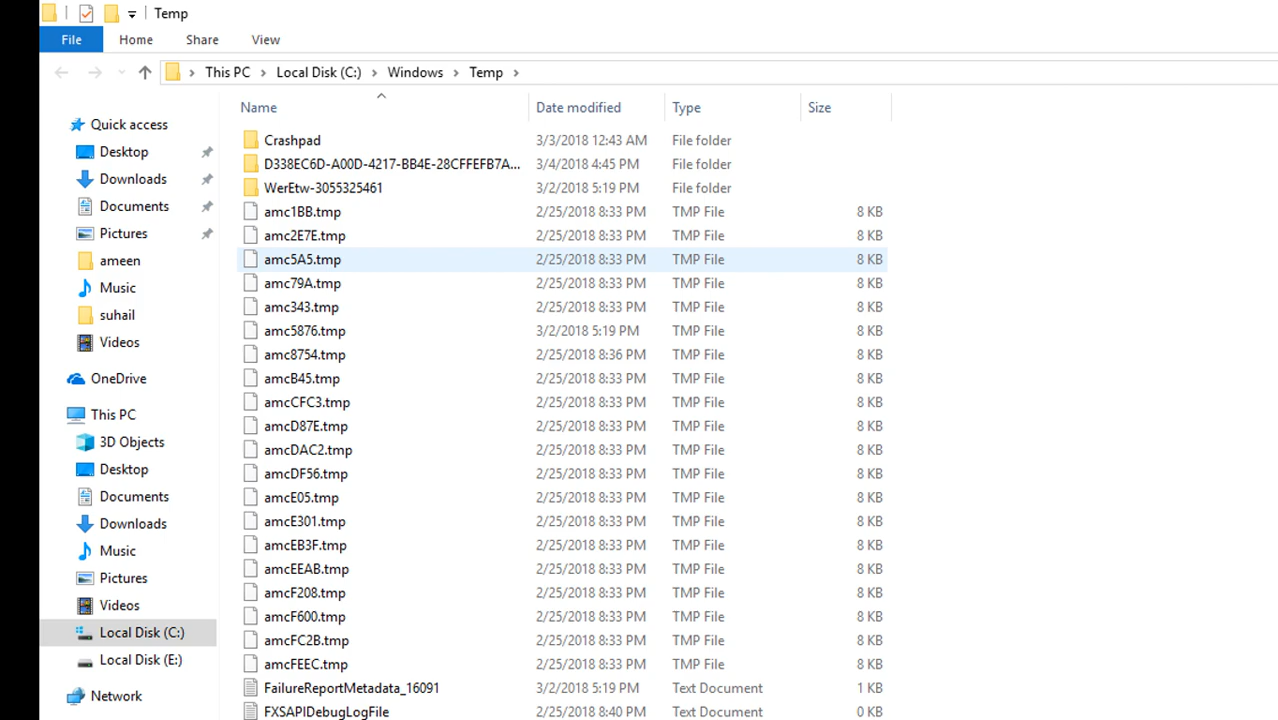 Temp
File Home Share View
This PC Local Disk (C:) Windows Temp
Name Date modified Type Size
Quick access
Desktop
Downloads
Documents
Pictures
ameen
Music
suhail
Videos
OneDrive
This PC
3D Objects
Desktop
Documents
Downloads
Music
Pictures
Videos
Local Disk (C:)
Local Disk (E:)
Network
Crashpad 3/3/2018 12:43 AM File folder
D338EC6D-A00D-4217-BB4E-28CFFEFB7A... 3/4/2018 4:45 PM File folder
WerEtw-3055325461 3/2/2018 5:19 PM File folder
amc1BB.tmp 2/25/2018 8:33 PM TMP File 8 KB
amc2E7E.tmp 2/25/2018 8:33 PM TMP File 8 KB
amc5A5.tmp 2/25/2018 8:33 PM TMP File 8 KB
amc79A.tmp 2/25/2018 8:33 PM TMP File 8 KB
amc343.tmp 2/25/2018 8:33 PM TMP File 8 KB
amc5876.tmp 3/2/2018 5:19 PM TMP File 8 KB
amc8754.tmp 2/25/2018 8:36 PM TMP File 8 KB
amcB45.tmp 2/25/2018 8:33 PM TMP File 8 KB
amcCFC3.tmp 2/25/2018 8:33 PM TMP File 8 KB
amcD87E.tmp 2/25/2018 8:33 PM TMP File 8 KB
amcDAC2.tmp 2/25/2018 8:33 PM TMP File 8 KB
amcDF56.tmp 2/25/2018 8:33 PM TMP File 8 KB
amcE05.tmp 2/25/2018 8:33 PM TMP File 8 KB
amcE301.tmp 2/25/2018 8:33 PM TMP File 8 KB
amcEB3F.tmp 2/25/2018 8:33 PM TMP File 8 KB
amcEEAB.tmp 2/25/2018 8:33 PM TMP File 8 KB
amcF208.tmp 2/25/2018 8:33 PM TMP File 8 KB
amcF600.tmp 2/25/2018 8:33 PM TMP File 8 KB
amcFC2B.tmp 2/25/2018 8:33 PM TMP File 8 KB
amcFEEC.tmp 2/25/2018 8:33 PM TMP File 8 KB
FailureReportMetadata_16091 3/2/2018 5:19 PM Text Document 1 KB
FXSAPIDebugLogFile 2/25/2018 8:40 PM Text Document 0 KB